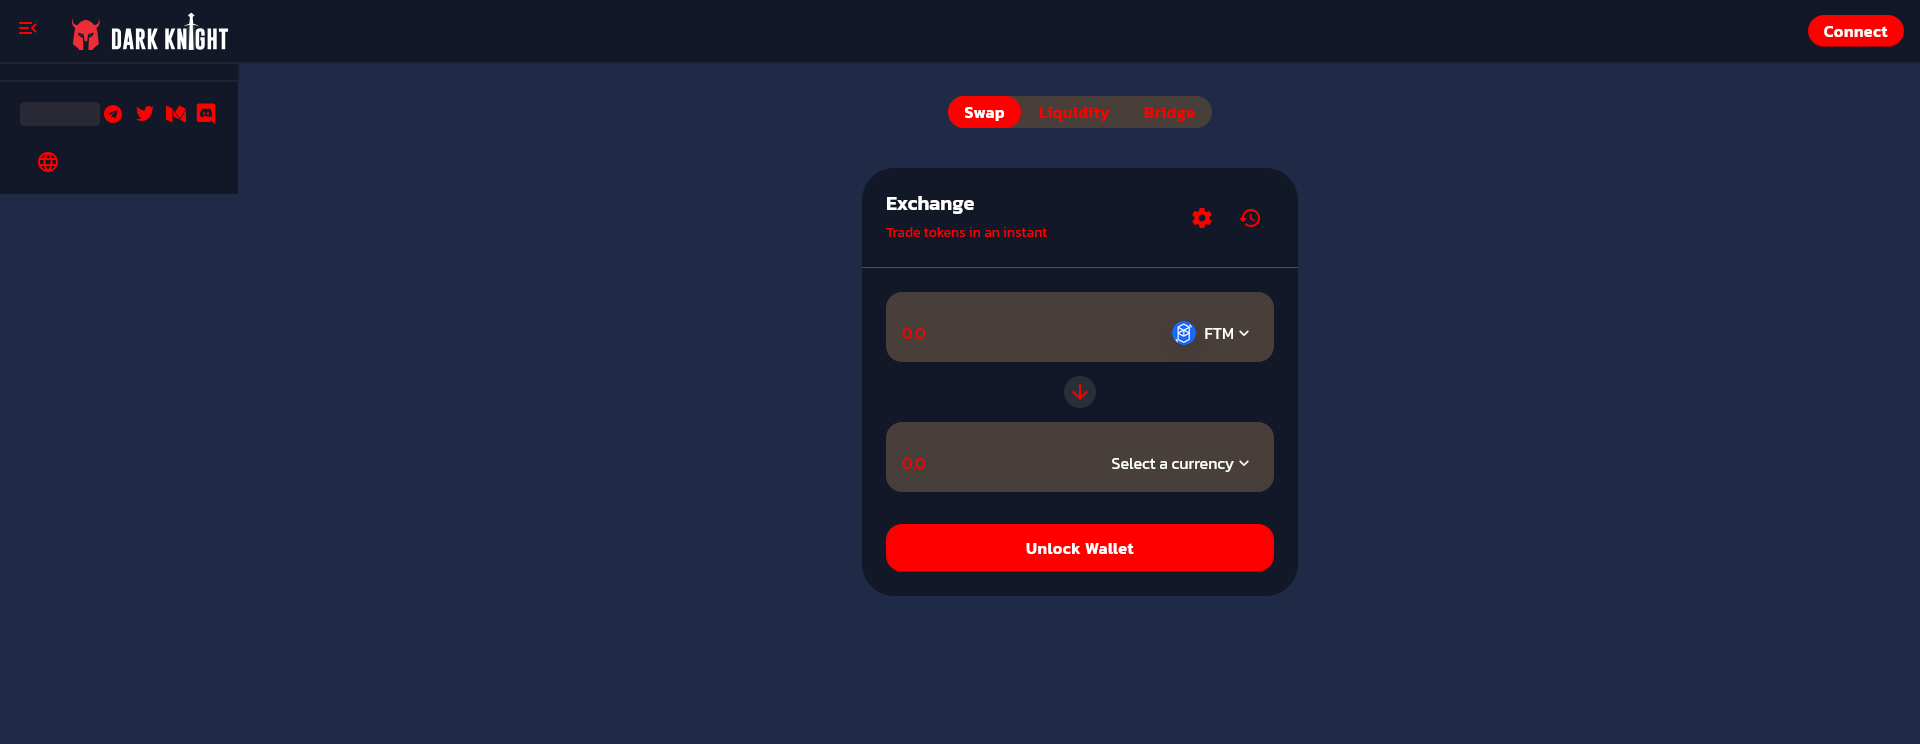 DARK KNIGHT
Connect
Swap Liquidity Bridge
Exchange
Trade tokens in an instant
0.0 FTM
0.0 Select a currency
Unlock Wallet